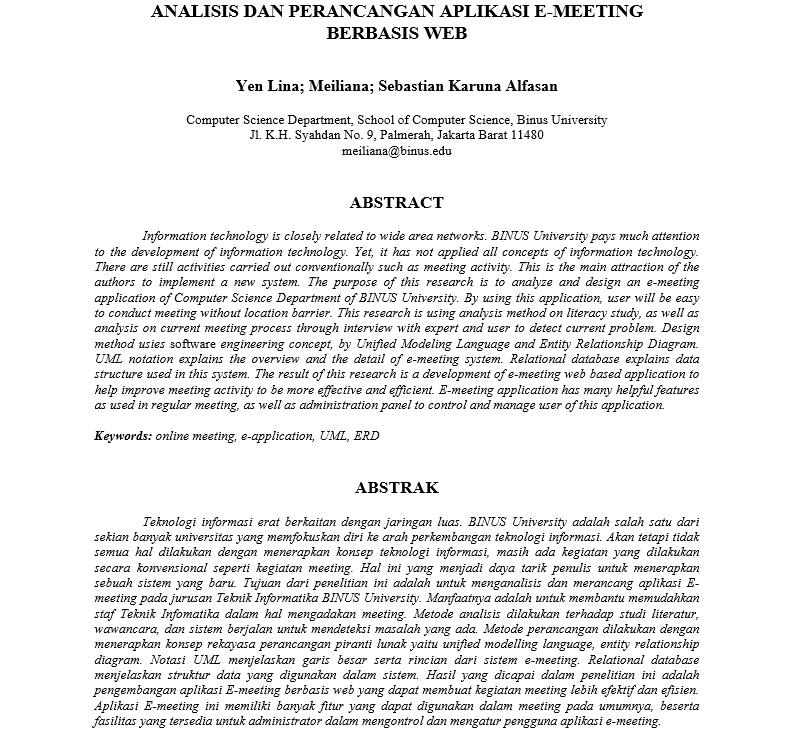 ANALISIS DAN PERANCANGAN APLIKASI E-MEETING
BERBASIS WEB
Yen Lina; Meiliana; Sebastian Karuna Alfasan
Computer Science Department, School of Computer Science, Binus University
Jl. K.H. Syahdan No. 9, Palmerah, Jakarta Barat 11480
meiliana@binus.edu
ABSTRACT
Information technology is closely related to wide area networks. BINUS University pays much attention
to the development of information technology. Yet, it has not applied all concepts of information technology.
There are still activities carried out conventionally such as meeting activity. This is the main attraction of the
authors to implement a new system. The purpose of this research is to analyze and design an e-meeting
application of Computer Science Department of BINUS University. By using this application, user will be easy
to conduct meeting without location barrier. This research is using analysis method on literacy study, as well as
analysis on current meeting process through interview with expert and user to detect current problem. Design
method usies software engineering concept, by Unified Modeling Language and Entity Relationship Diagram.
UML notation explains the overview and the detail of e-meeting system. Relational database explains data
structure used in this system. The result of this research is a development of e-meeting web based application to
help improve meeting activity to be more effective and efficient. E-meeting application has many helpful features
as used in regular meeting, as well as administration panel to control and manage user of this application.
Keywords: online meeting, e-application, UML, ERD
ABSTRAK
Teknologi informasi erat berkaitan dengan jaringan luas. BINUS University adalah salah satu dari
sekian banyak universitas yang memfokuskan diri ke arah perkembangan teknologi informasi. Akan tetapi tidak
semua hal dilakukan dengan menerapkan konsep teknologi informasi, masih ada kegiatan yang dilakukan
secara konvensional seperti kegiatan meeting. Hal ini yang menjadi daya tarik penulis untuk menerapkan
sebuah sistem yang baru. Tujuan dari penelitian ini adalah untuk menganalisis dan merancang aplikasi E-
meeting pada jurusan Teknik Informatika BINUS University. Manfaatnya adalah untuk membantu memudahkan
staf Teknik Infomatika dalam hal mengadakan meeting. Metode analisis dilakukan terhadap studi literatur,
wawancara, dan sistem berjalan untuk mendeteksi masalah yang ada. Metode perancangan dilakukan dengan
menerapkan konsep rekayasa perancangan piranti lunak yaitu unified modelling language, entity relationship
diagram. Notasi UML menjelaskan garis besar serta rincian dari sistem e-meeting. Relational database
menjelaskan struktur data yang digunakan dalam sistem. Hasil yang dicapai dalam penelitian ini adalah
pengembangan aplikasi E-meeting berbasis web yang dapat membuat kegiatan meeting lebih efektif dan efisien.
Aplikasi E-meeting ini memiliki banyak fitur yang dapat digunakan dalam meeting pada umumnya, beserta
fasilitas yang tersedia untuk administrator dalam mengontrol dan mengatur pengguna aplikasi e-meeting.